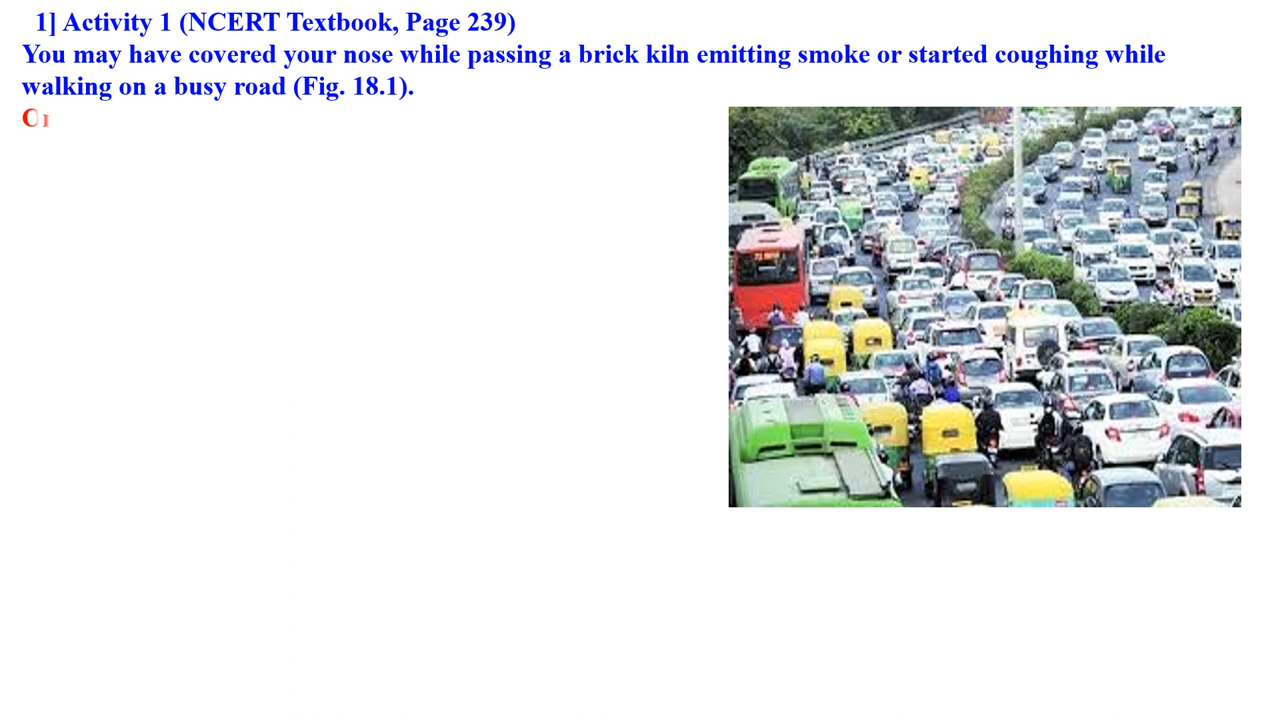 1] Activity 1 (NCERT Textbook, Page 239)
You may have covered your nose while passing a brick kiln emitting smoke or started coughing while
walking on a busy road (Fig. 18.1).